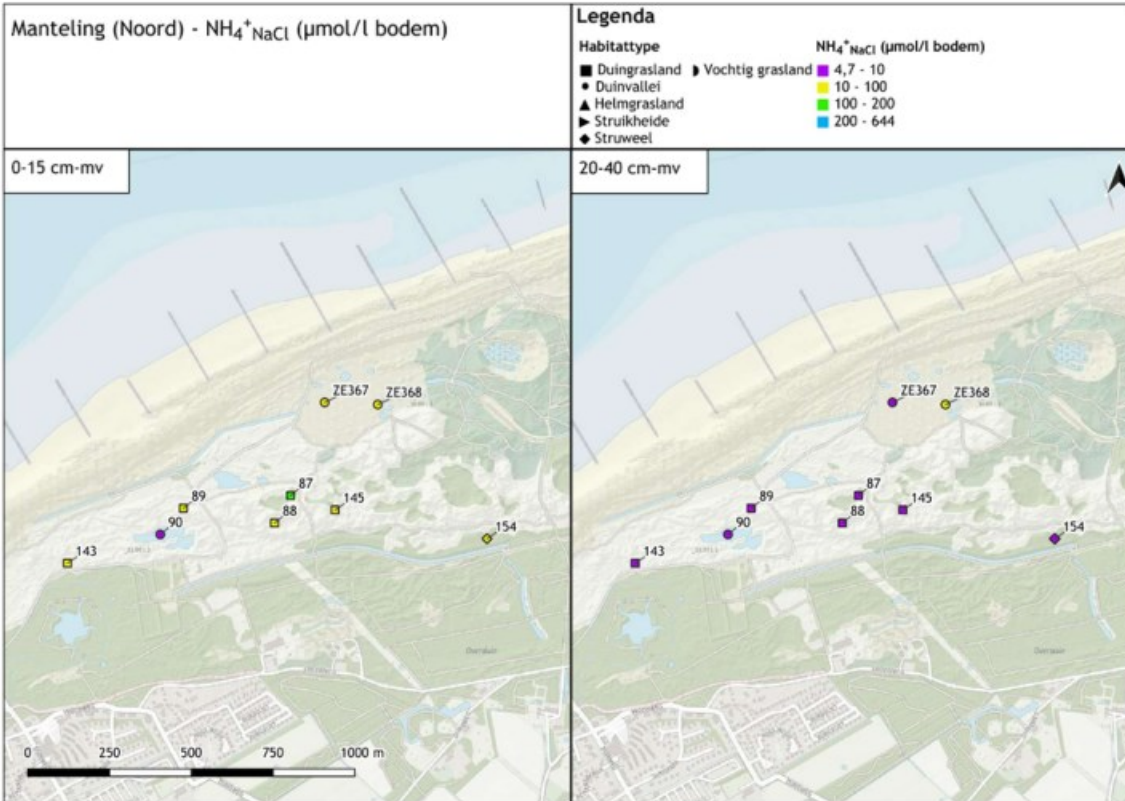 Manteling (Noord) - NH₄⁺NaCl (µmol/l bodem)
Legenda
Habitattype
Duingrasland
Vochtig grasland
Duinvallei
Helmgrasland
Struikheide
Struweel
NH₄⁺NaCl (µmol/l bodem)
4,7 - 10
10 - 100
100 - 200
200 - 644
0-15 cm-mv
ZE367
ZE368
87
89
145
88
90
154
143
Overduin
0 250 500 750 1000 m
20-40 cm-mv
ZE367
ZE368
87
89
145
88
90
154
143
Overduin